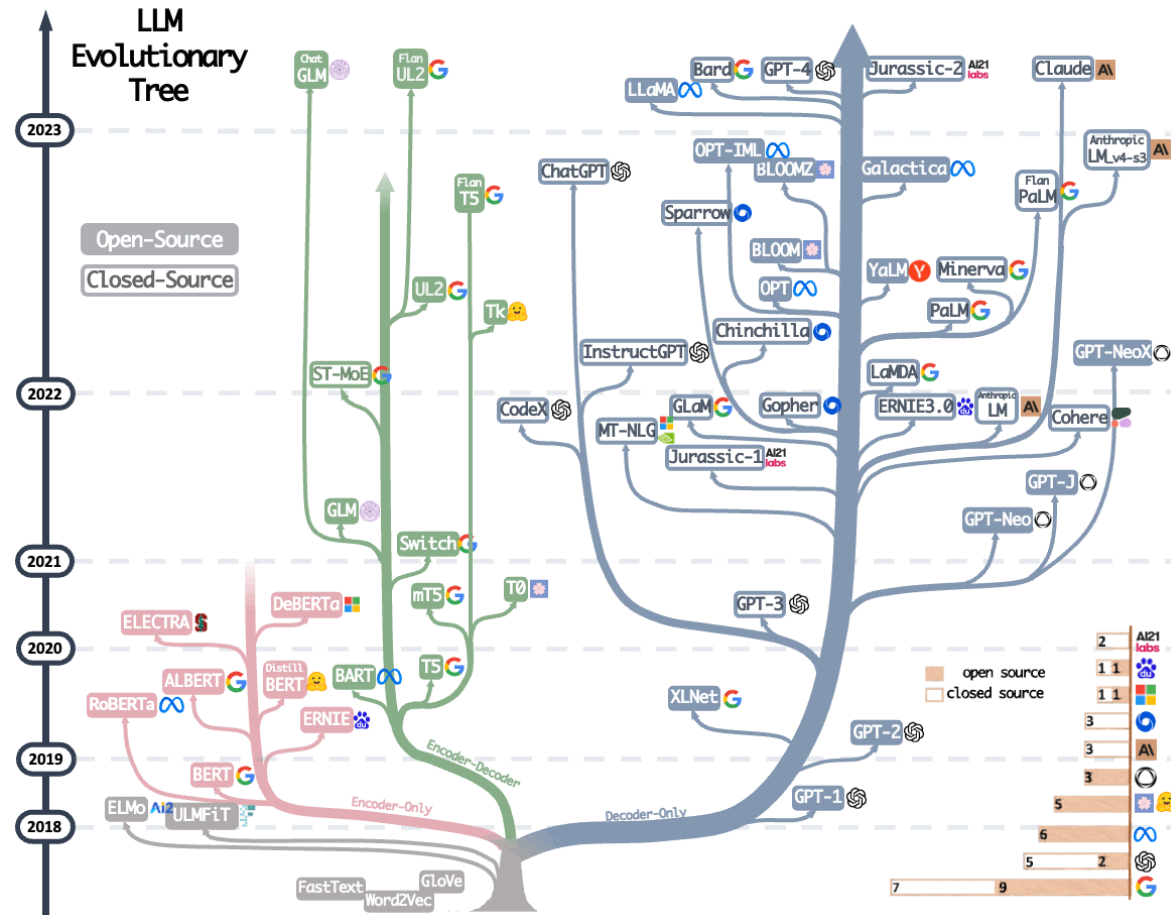 LLM
Evolutionary
Tree
2023
2022
2021
2020
2019
2018
Open-Source
Closed-Source
Chat
GLM
Flan
UL2
Flan
T5
UL2
Tk
ST-MoE
GLM
Switch
mT5
T0
T5
BART
DeBERTa
ELECTRA
Distill
BERT
ALBERT
RoBERTa
ERNIE
BERT
ELMo
Ai2
ULMFiT
FastText
Word2Vec
GloVe
Encoder-Only
Encoder-Decoder
Decoder-Only
Bard
GPT-4
Jurassic-2
AI21
labs
Claude
A\
LLaMA
OPT-IML
BLOOMZ
Galactica
Anthropic
LM_v4-s3
A\
ChatGPT
Flan
PaLM
Sparrow
BLOOM
YaLM
Y
Minerva
OPT
PaLM
Chinchilla
InstructGPT
GPT-NeoX
LaMDA
CodeX
GLaM
Gopher
ERNIE3.0
du
Anthropic
LM
A\
Cohere
MT-NLG
Jurassic-1
AI21
labs
GPT-J
GPT-Neo
GPT-3
XLNet
GPT-2
GPT-1
open source
closed source
2
AI21
labs
1 1
du
1 1
3
3
A\
3
5
6
5 2
7 9